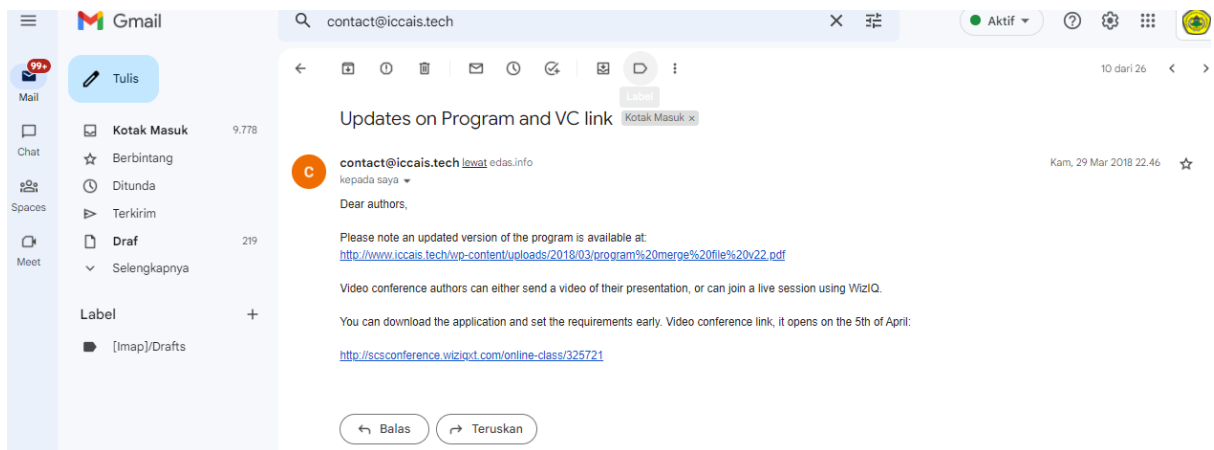 Gmail
contact@iccais.tech
Aktif
99+
Mail
Chat
Spaces
Meet
Tulis
Kotak Masuk 9.778
Berbintang
Ditunda
Terkirim
Draf 219
Selengkapnya
Label
[Imap]/Drafts
10 dari 26
Label
Updates on Program and VC link Kotak Masuk ×
C
contact@iccais.tech lewat edas.info
Kam, 29 Mar 2018 22.46
kepada saya
Dear authors,
Please note an updated version of the program is available at:
http://www.iccais.tech/wp-content/uploads/2018/03/program%20merge%20file%20v22.pdf
Video conference authors can either send a video of their presentation, or can join a live session using WizIQ.
You can download the application and set the requirements early. Video conference link, it opens on the 5th of April:
http://scsconference.wiziqxt.com/online-class/325721
Balas
Teruskan